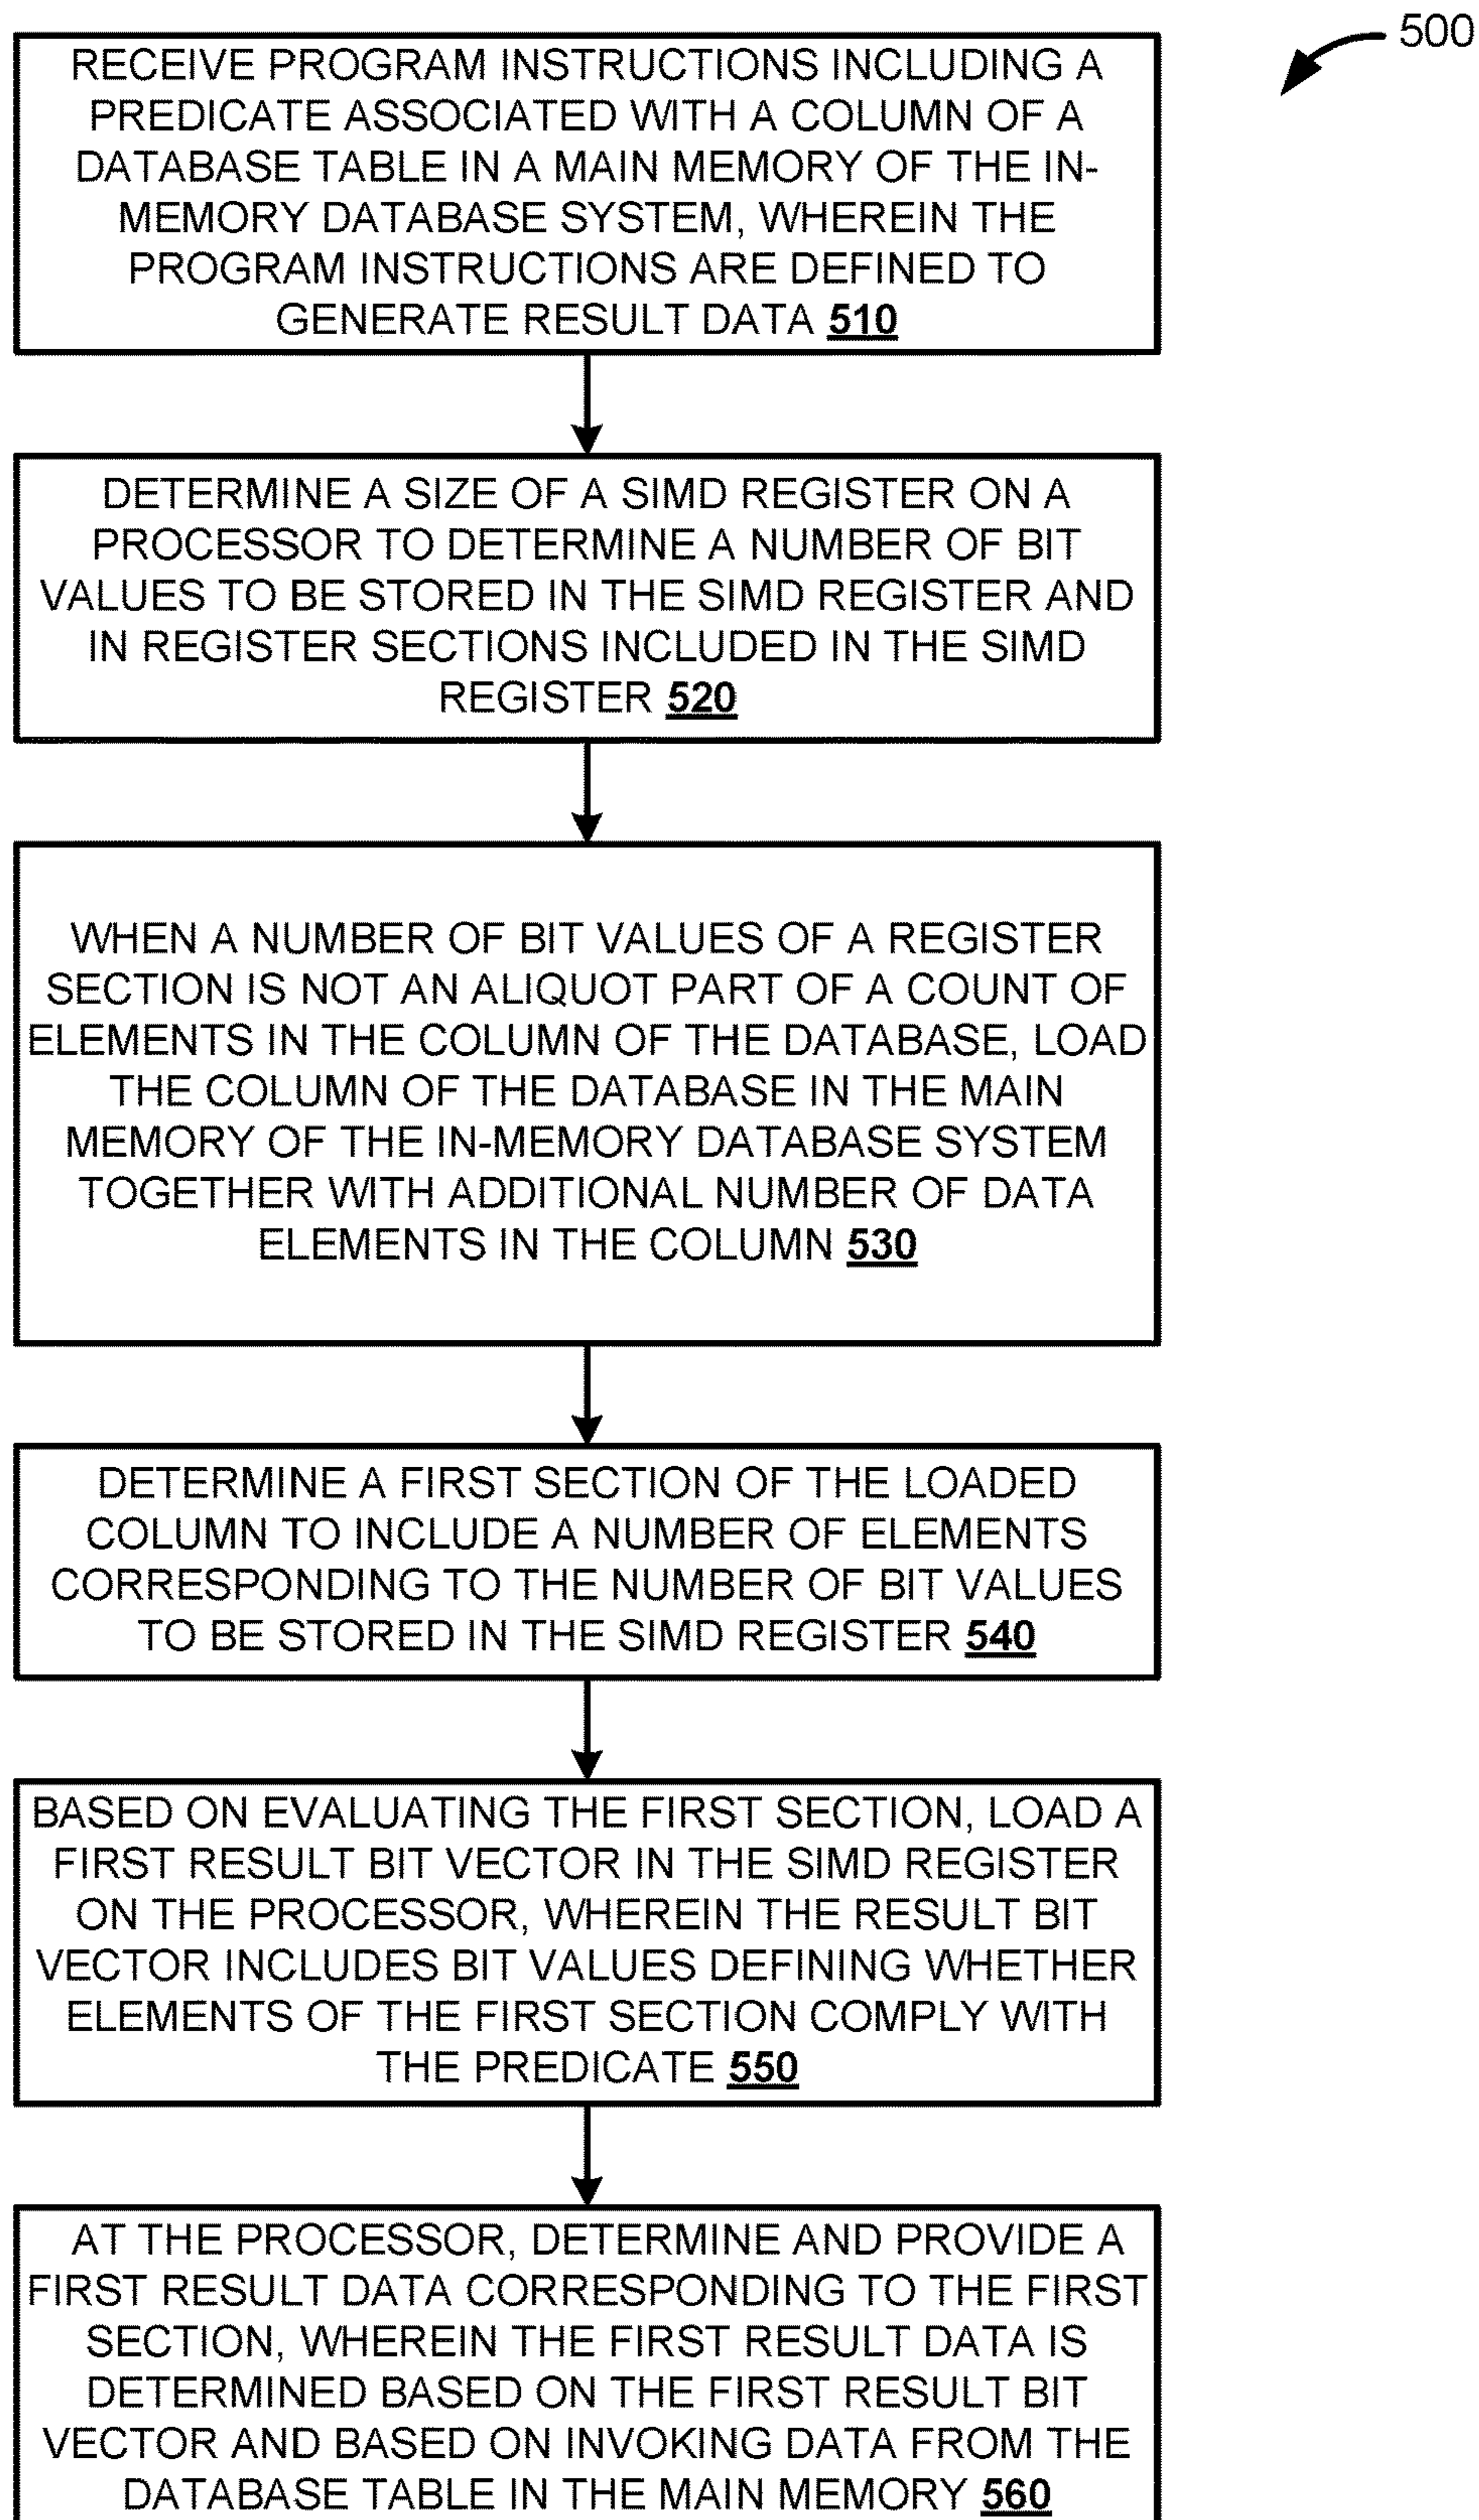 500
RECEIVE PROGRAM INSTRUCTIONS INCLUDING A
PREDICATE ASSOCIATED WITH A COLUMN OF A
DATABASE TABLE IN A MAIN MEMORY OF THE IN-
MEMORY DATABASE SYSTEM, WHEREIN THE
PROGRAM INSTRUCTIONS ARE DEFINED TO
GENERATE RESULT DATA 510
DETERMINE A SIZE OF A SIMD REGISTER ON A
PROCESSOR TO DETERMINE A NUMBER OF BIT
VALUES TO BE STORED IN THE SIMD REGISTER AND
IN REGISTER SECTIONS INCLUDED IN THE SIMD
REGISTER 520
WHEN A NUMBER OF BIT VALUES OF A REGISTER
SECTION IS NOT AN ALIQUOT PART OF A COUNT OF
ELEMENTS IN THE COLUMN OF THE DATABASE, LOAD
THE COLUMN OF THE DATABASE IN THE MAIN
MEMORY OF THE IN-MEMORY DATABASE SYSTEM
TOGETHER WITH ADDITIONAL NUMBER OF DATA
ELEMENTS IN THE COLUMN 530
DETERMINE A FIRST SECTION OF THE LOADED
COLUMN TO INCLUDE A NUMBER OF ELEMENTS
CORRESPONDING TO THE NUMBER OF BIT VALUES
TO BE STORED IN THE SIMD REGISTER 540
BASED ON EVALUATING THE FIRST SECTION, LOAD A
FIRST RESULT BIT VECTOR IN THE SIMD REGISTER
ON THE PROCESSOR, WHEREIN THE RESULT BIT
VECTOR INCLUDES BIT VALUES DEFINING WHETHER
ELEMENTS OF THE FIRST SECTION COMPLY WITH
THE PREDICATE 550
AT THE PROCESSOR, DETERMINE AND PROVIDE A
FIRST RESULT DATA CORRESPONDING TO THE FIRST
SECTION, WHEREIN THE FIRST RESULT DATA IS
DETERMINED BASED ON THE FIRST RESULT BIT
VECTOR AND BASED ON INVOKING DATA FROM THE
DATABASE TABLE IN THE MAIN MEMORY 560